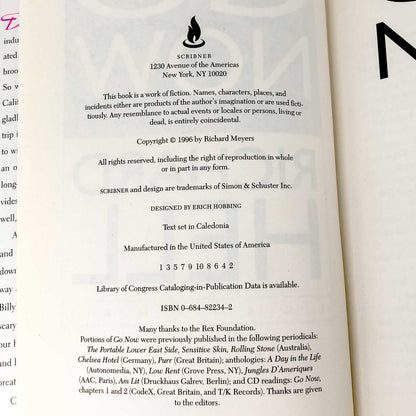 SCRIBNER
1230 Avenue of the Americas
New York, NY 10020
This book is a work of fiction. Names, characters, places, and
incidents either are products of the author's imagination or are used ficti-
tiously. Any resemblance to actual events or locales or persons, living or
dead, is entirely coincidental.
Copyright © 1996 by Richard Meyers
All rights reserved, including the right of reproduction in whole
or in part in any form.
SCRIBNER and design are trademarks of Simon & Schuster Inc.
DESIGNED BY ERICH HOBBING
Text set in Caledonia
Manufactured in the United States of America
1 3 5 7 9 10 8 6 4 2
Library of Congress Cataloging-in-Publication Data is available.
ISBN 0-684-82234-2
Many thanks to the Rex Foundation.
Portions of Go Now were previously published in the following periodicals:
The Portable Lower East Side, Sensitive Skin, Rolling Stone (Australia),
Chelsea Hotel (Germany), Purr (Great Britain); anthologies: A Day in the Life
(Autonomedia, NY), Low Rent (Grove Press, NY), Jungles D'Ameriques
(AAC, Paris), Am Lit (Druckhaus Galrev, Berlin); and CD readings: Go Now,
chapters 1 and 2 (CodeX, Great Britain, and T/K Records). Thanks are given
to the editors.